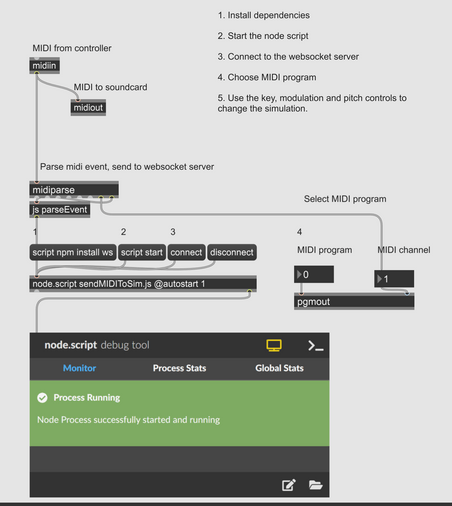 1. Install dependencies
2. Start the node script
3. Connect to the websocket server
4. Choose MIDI program
5. Use the key, modulation and pitch controls to
change the simulation.
MIDI from controller
midiin
MIDI to soundcard
midiout
Parse midi event, send to websocket server
midiparse
js parseEvent
Select MIDI program
1
2
3
4
script npm install ws
script start
connect
disconnect
MIDI program
MIDI channel
0
1
node.script sendMIDIToSim.js @autostart 1
pgmout
node.script debug tool
Monitor
Process Stats
Global Stats
Process Running
Node Process successfully started and running